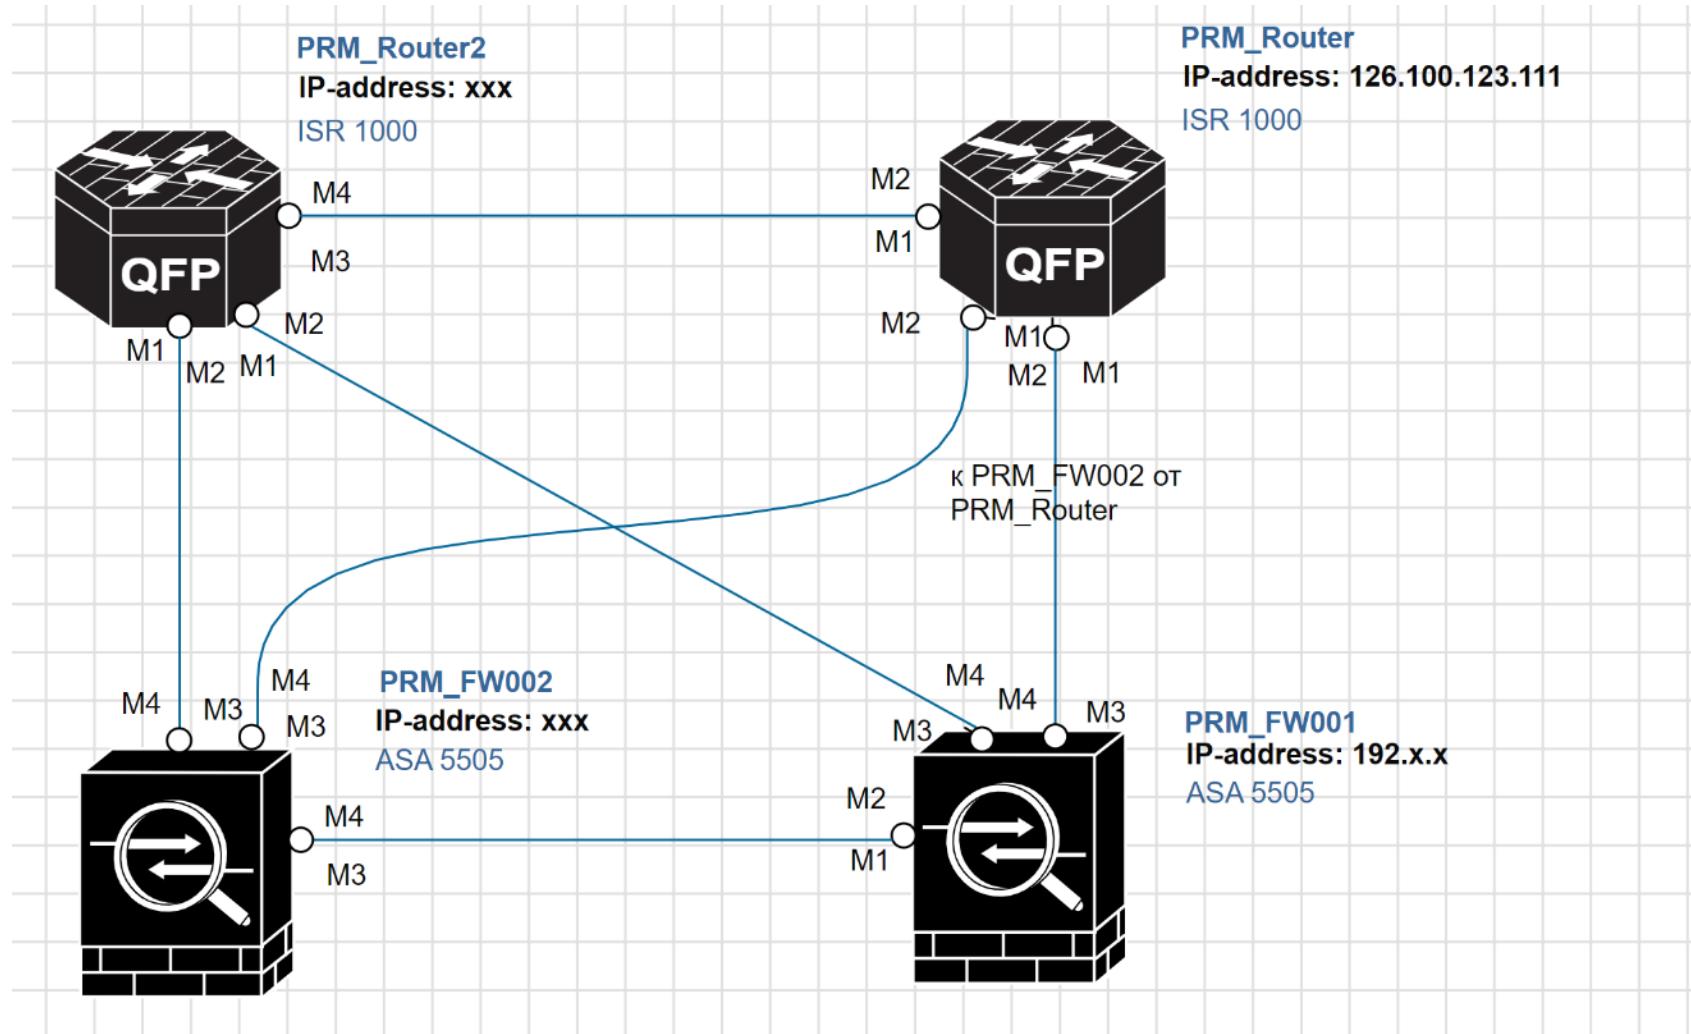 PRM_Router2
IP-address: xxx
ISR 1000
PRM_Router
IP-address: 126.100.123.111
ISR 1000
M4
M2
M3
M1
QFP
QFP
M1
M2
M2
M1
M2
M1
M2
M1
к PRM_FW002 от
PRM_Router
M4
M3
M4
M3
PRM_FW002
IP-address: xxx
ASA 5505
M4
M4
M3
M3
PRM_FW001
IP-address: 192.x.x
ASA 5505
M4
M2
M3
M1